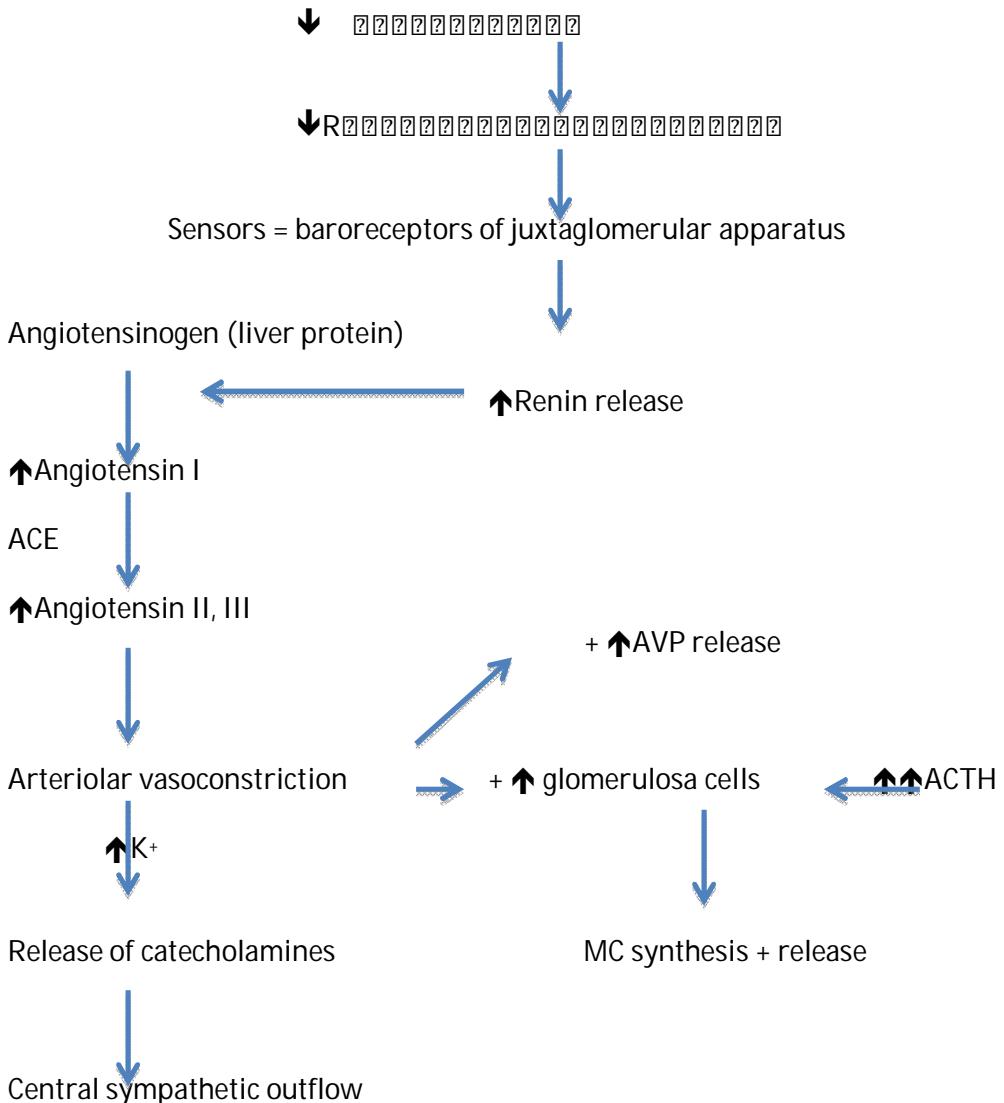 ↓
↓R
Sensors = baroreceptors of juxtaglomerular apparatus
Angiotensinogen (liver protein)
↑Renin release
↑Angiotensin I
ACE
↑Angiotensin II, III
+ ↑AVP release
Arteriolar vasoconstriction
+ ↑ glomerulosa cells
↑↑ACTH
↑K+
Release of catecholamines
MC synthesis + release
Central sympathetic outflow